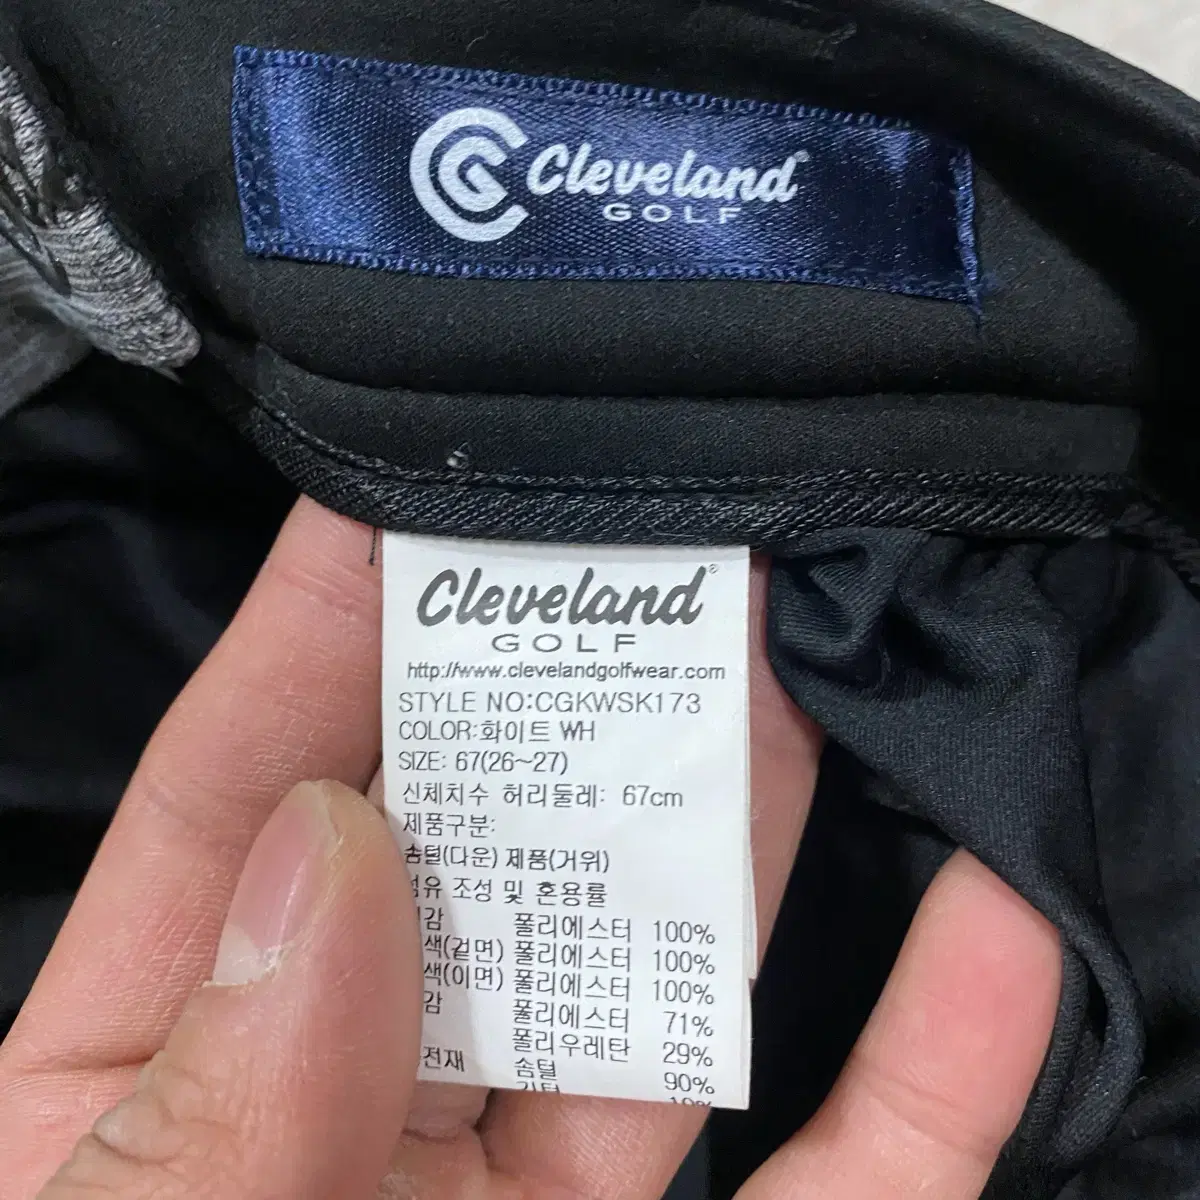 CG Cleveland
GOLF
Cleveland®
GOLF
http://www.clevelandgolfwear.com
STYLE NO:CGKWSK173
COLOR:화이트 WH
SIZE: 67(26~27)
신체치수 허리둘레: 67cm
제품구분:
솜털(다운) 제품(거위)
조성 및 혼용률
폴리에스터 100%
폴리에스터 100%
폴리에스터 100%
폴리에스터 71%
폴리우레탄 29%
솜털 90%